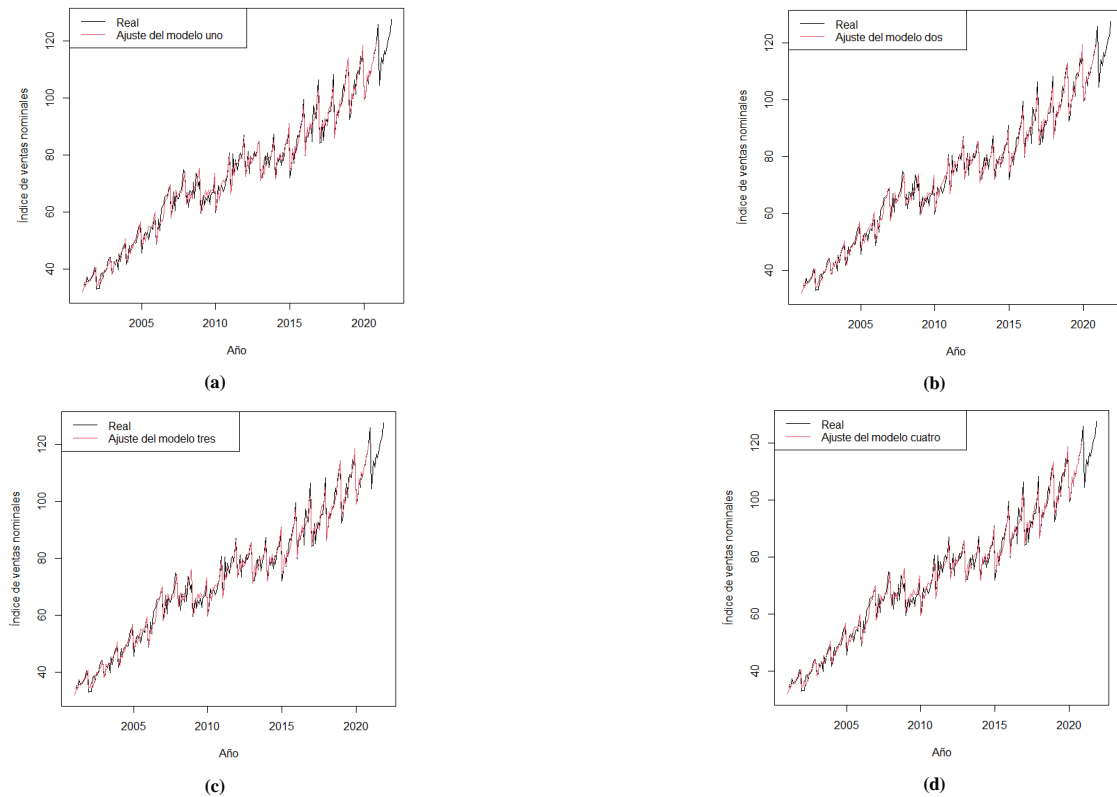 Real
Ajuste del modelo uno
Índice de ventas nominales
120
100
80
60
40
2005
2010
2015
2020
Año
(a)
Real
Ajuste del modelo dos
Índice de ventas nominales
120
100
80
60
40
2005
2010
2015
2020
Año
(b)
Real
Ajuste del modelo tres
Índice de ventas nominales
120
100
80
60
40
2005
2010
2015
2020
Año
(c)
Real
Ajuste del modelo cuatro
Índice de ventas nominales
120
100
80
60
40
2005
2010
2015
2020
Año
(d)